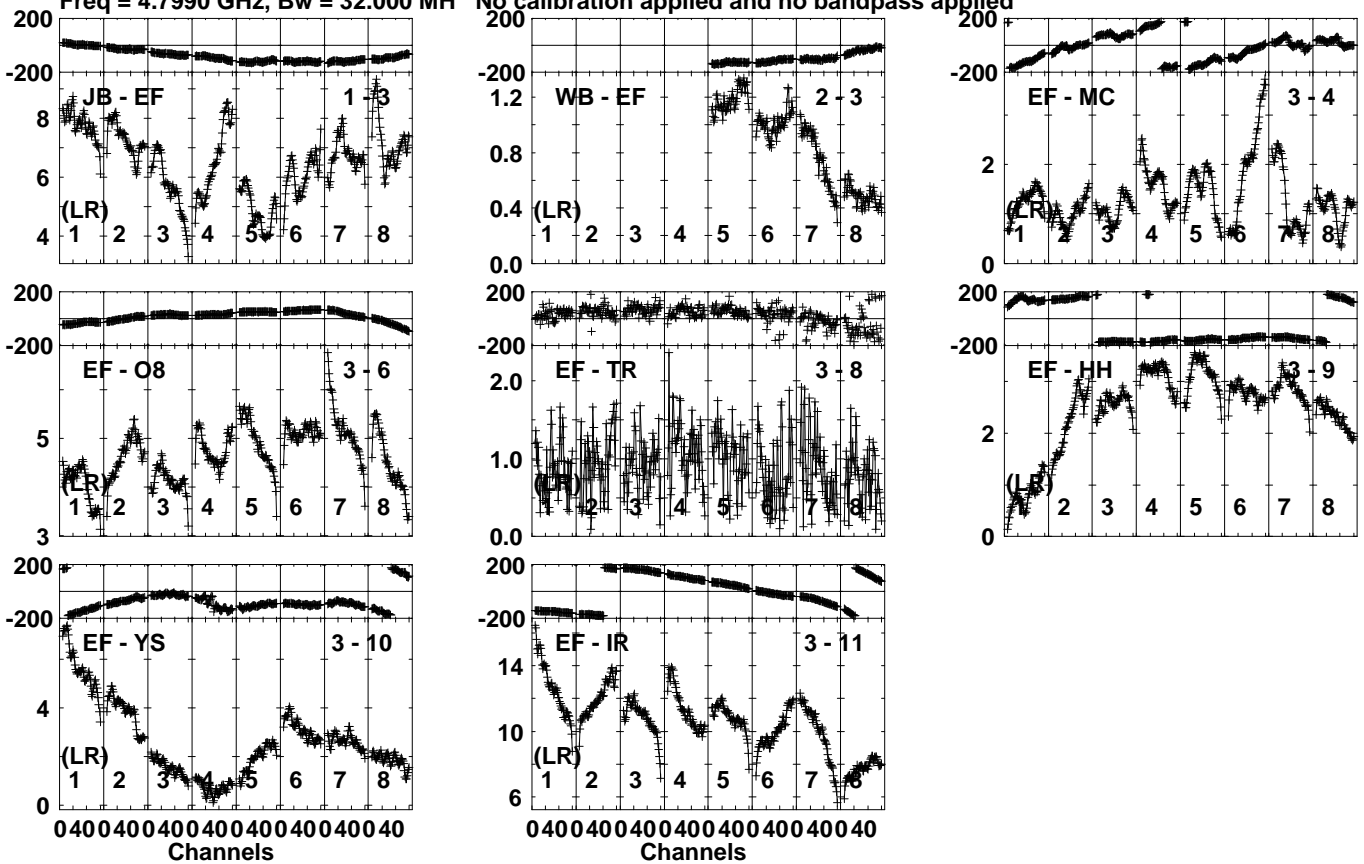 Freq = 4.7990 GHz, Bw = 32.000 MH No calibration applied and no bandpass applied
-200 -200 -200
JB - EF 1 - 3 WB - EF 2 - 3 EF - MC 3 - 4
8 1.2
0.8 2
6
0.4
(LR) (LR) (LR)
4
1 2 3 4 5 6 7 8 1 2 3 4 5 6 7 8 1 2 3 4 5 6 7 8
0.0 0
200 200 200
-200 -200 -200
EF - O8 3 - 6 EF - TR 3 - 8 EF - HH 3 - 9
2.0
5 2
1.0
(LR) (LR) (LR)
1 2 3 4 5 6 7 8 1 2 3 4 5 6 7 8 1 2 3 4 5 6 7 8
3 0.0 0
200 200
-200 -200
EF - YS 3 - 10 EF - IR 3 - 11
14
4
10
(LR) (LR)
1 2 3 4 5 6 7 8 1 2 3 4 5 6 7 8
0 6
0 40 0 40 0 40 0 40 0 40 0 40 0 40 0 40 0 40 0 40 0 40 0 40 0 40 0 40 0 40 0 40
Channels Channels